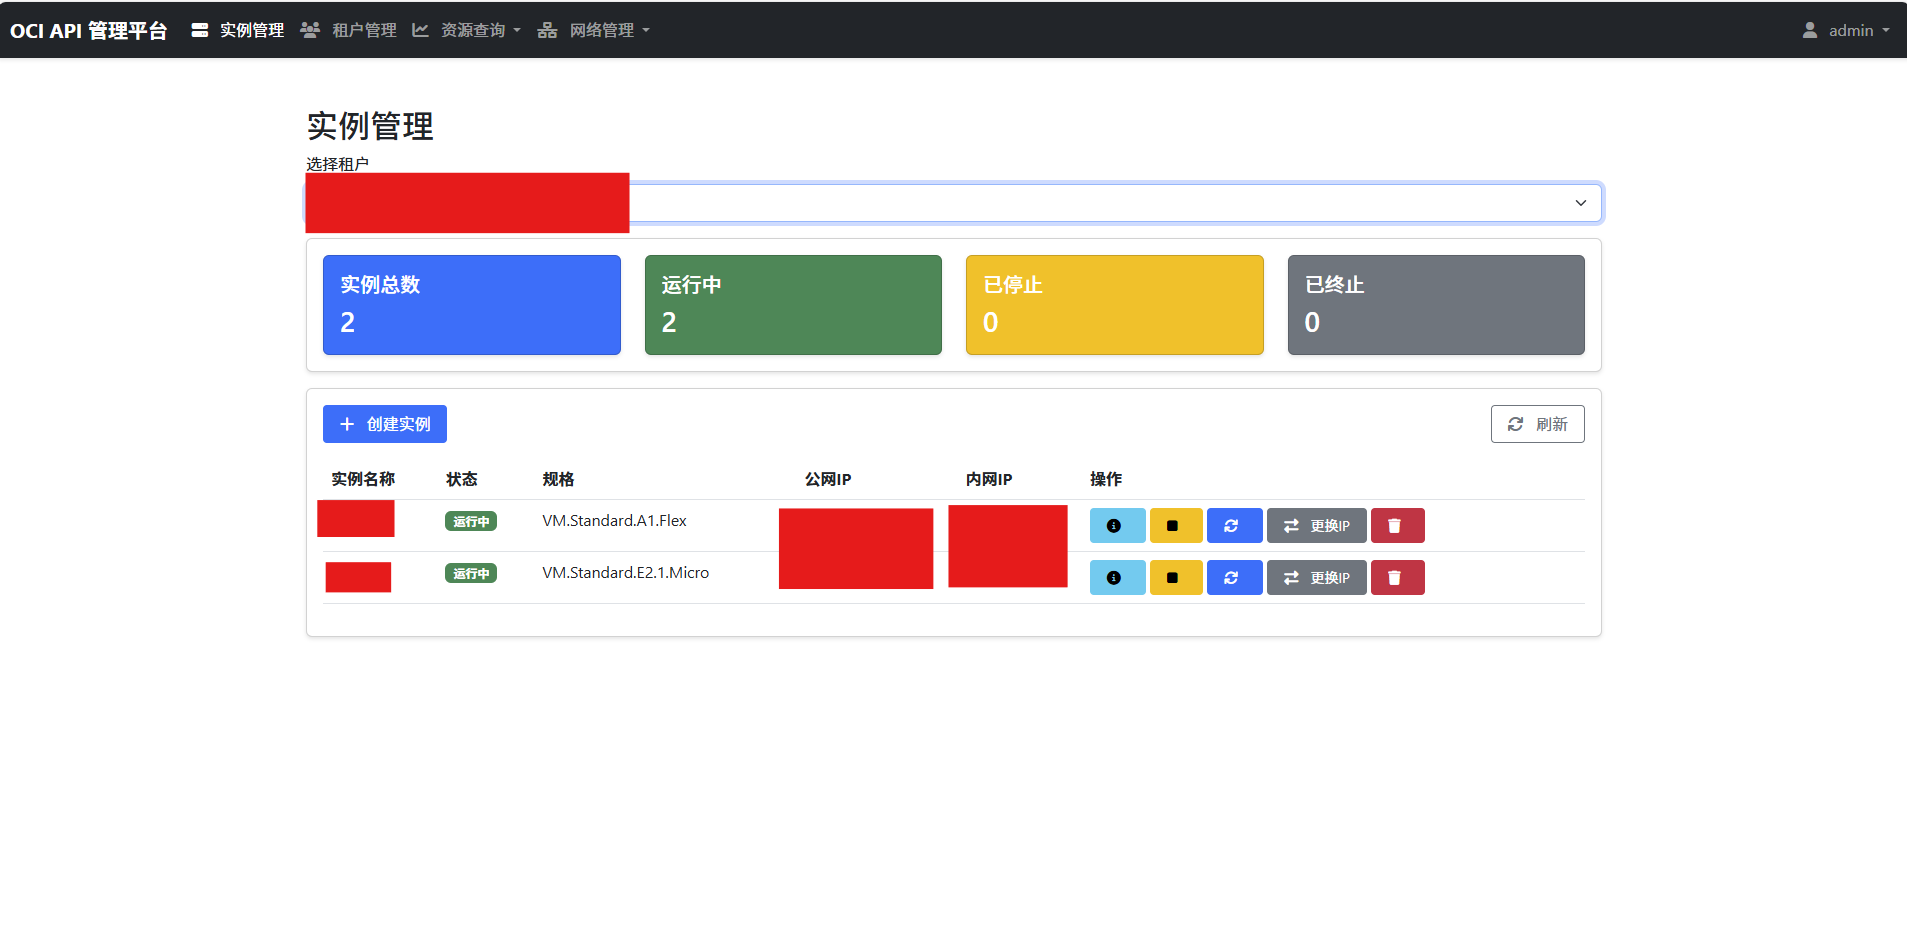 OCI API 管理平台 实例管理 租户管理 资源查询 网络管理 admin
实例管理
选择租户
实例总数 运行中 已停止 已终止
2 2 0 0
创建实例 刷新
实例名称 状态 规格 公网IP 内网IP 操作
运行中 VM.Standard.A1.Flex 更换IP
运行中 VM.Standard.E2.1.Micro 更换IP